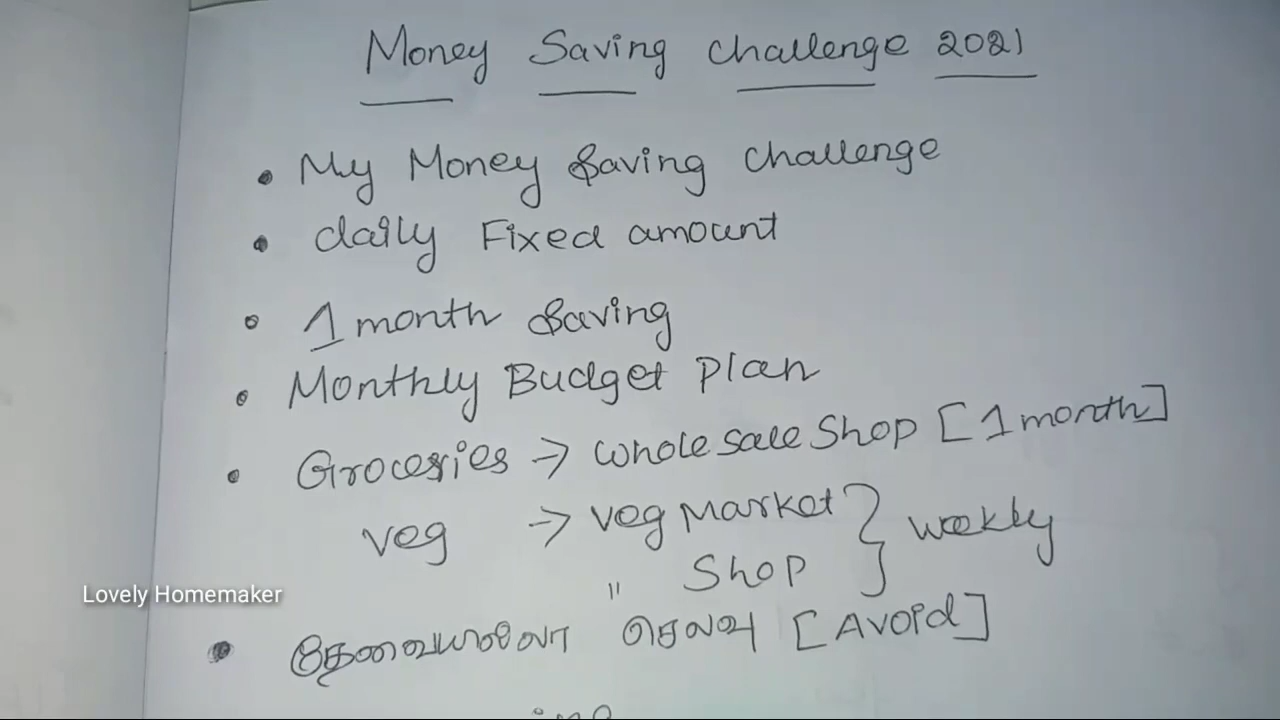 Money Saving challenge 2021
• My Money Saving challenge
• daily Fixed amount
• 1 month Saving
• Monthly Budget Plan
• Groceries -> whole sale Shop [1 month]
veg -> veg Market } weekly
" Shop
Lovely Homemaker
• தேவையில்லா செலவு [Avoid]